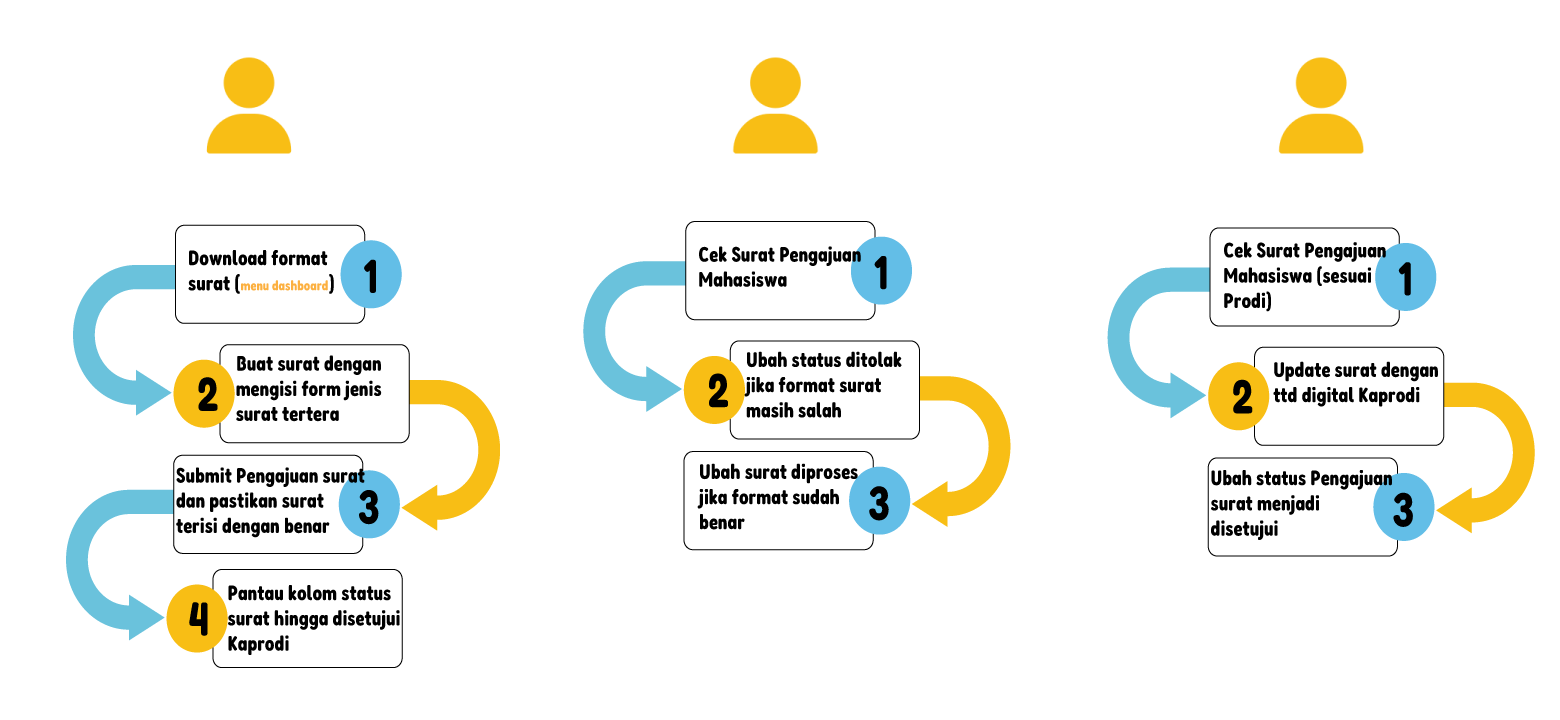 Download format
surat (menu dashboard)
1
2
Buat surat dengan
mengisi form jenis
surat tertera
Submit Pengajuan surat
dan pastikan surat
terisi dengan benar
3
4
Pantau kolom status
surat hingga disetujui
Kaprodi
Cek Surat Pengajuan
Mahasiswa
1
2
Ubah status ditolak
jika format surat
masih salah
Ubah surat diproses
jika format sudah
benar
3
Cek Surat Pengajuan
Mahasiswa (sesuai
Prodi)
1
2
Update surat dengan
ttd digital Kaprodi
Ubah status Pengajuan
surat menjadi
disetujui
3